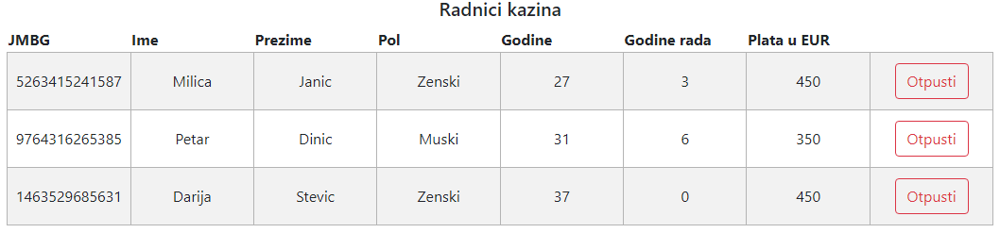 Radnici kazina
JMBG Ime Prezime Pol Godine Godine rada Plata u EUR
5263415241587 Milica Janic Zenski 27 3 450 Otpusti
9764316265385 Petar Dinic Muski 31 6 350 Otpusti
1463529685631 Darija Stevic Zenski 37 0 450 Otpusti